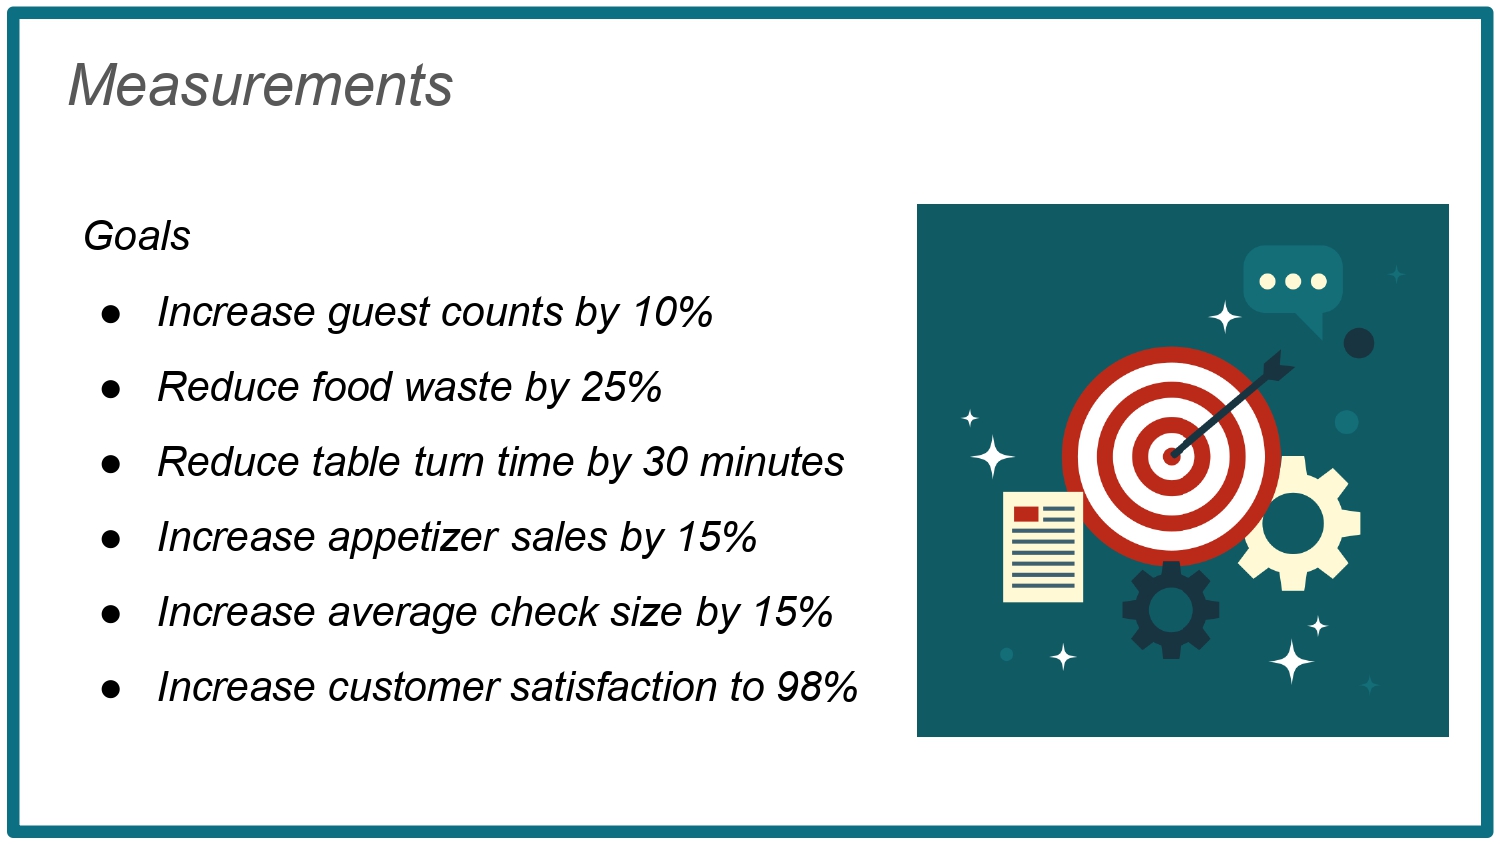 Measurements
Goals
● Increase guest counts by 10%
● Reduce food waste by 25%
● Reduce table turn time by 30 minutes
● Increase appetizer sales by 15%
● Increase average check size by 15%
● Increase customer satisfaction to 98%